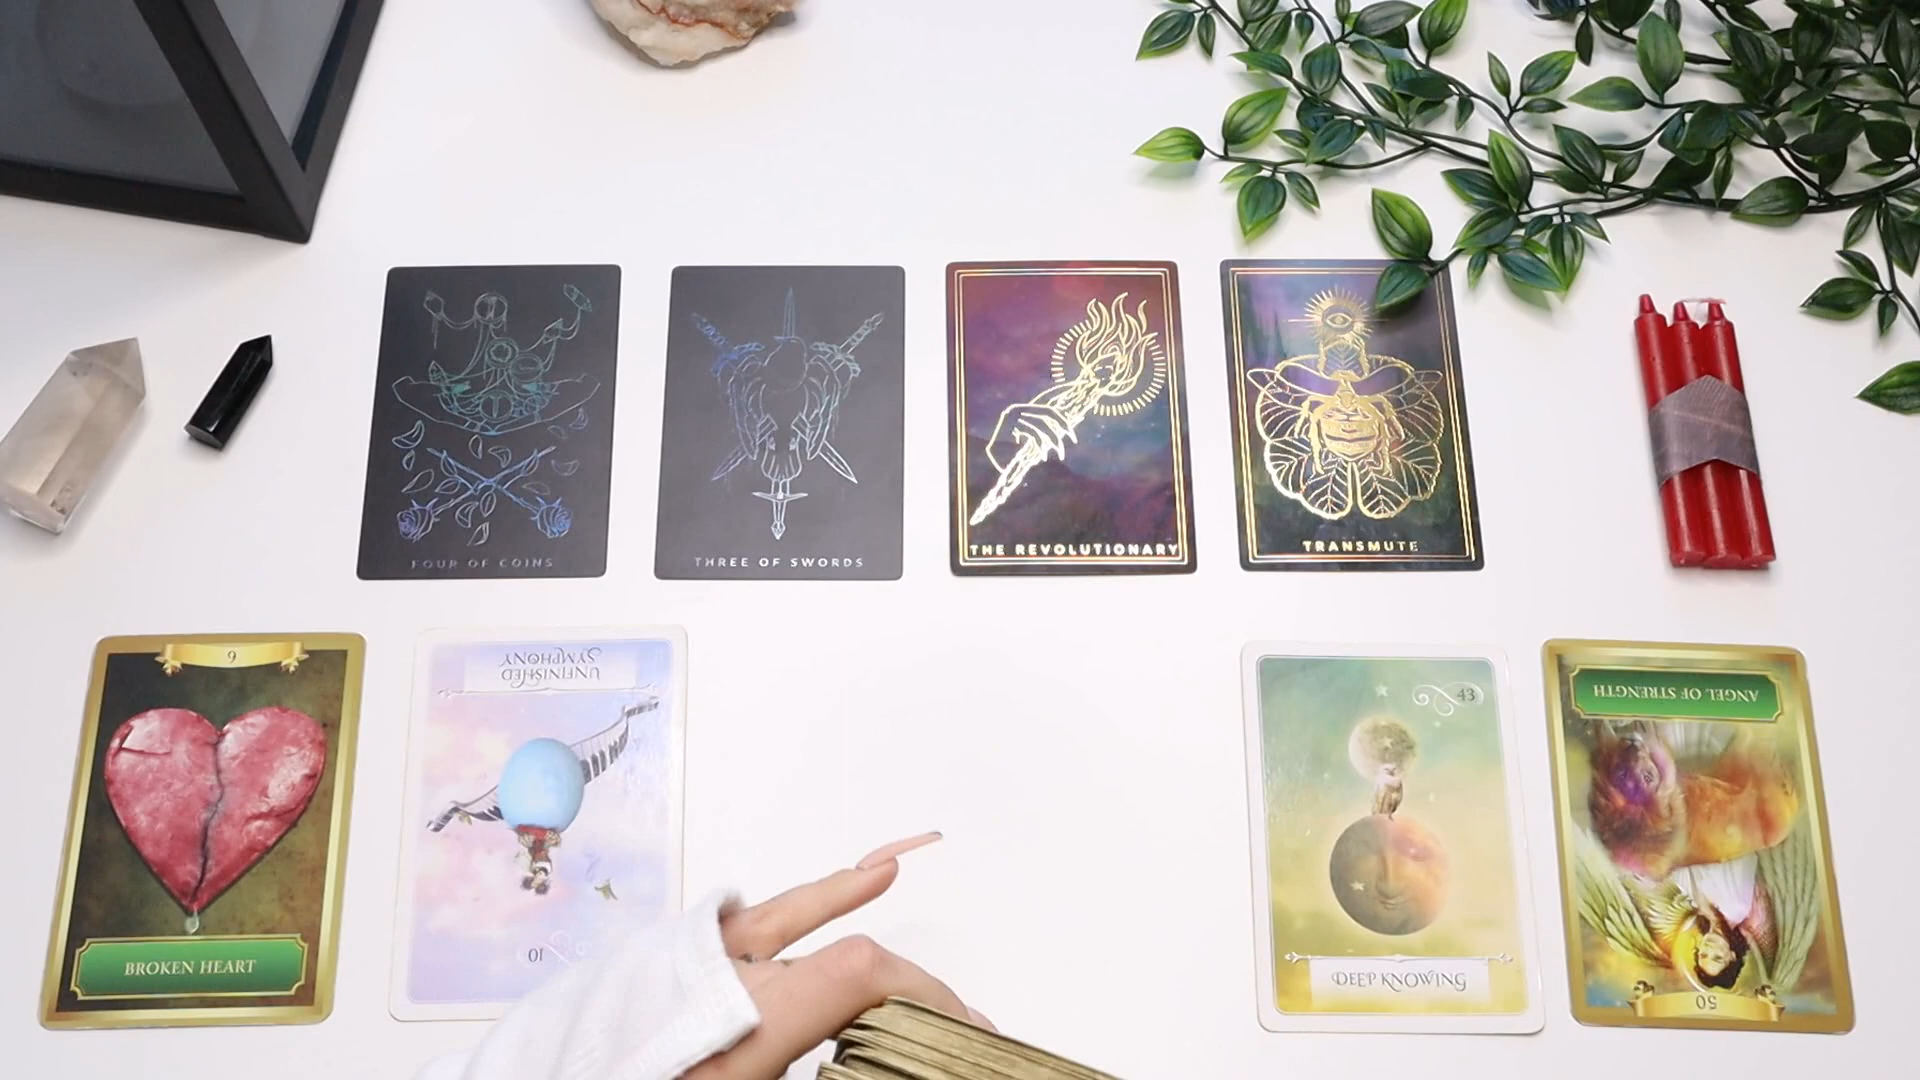 FOUR OF COINS
THREE OF SWORDS
THE REVOLUTIONARY
TRANSMUTE
6
BROKEN HEART
UNFINISHED
SYMPHONY
10
43
DEEP KNOWING
ANGEL OF STRENGTH
50